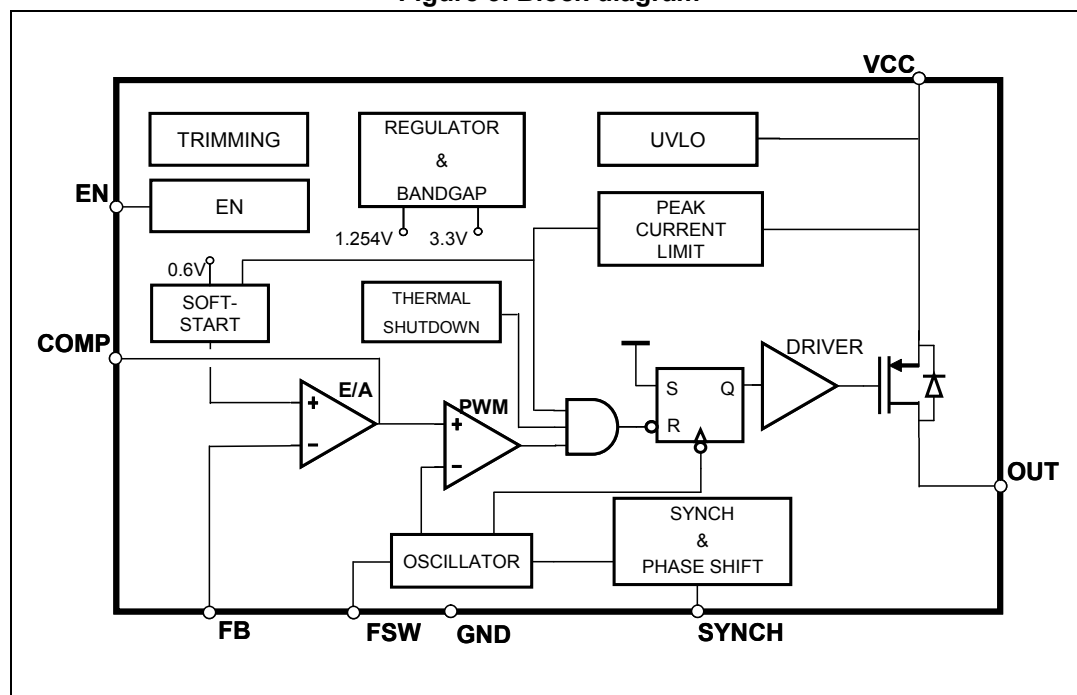 Figure 3. Block diagram
VCC
TRIMMING
REGULATOR
&
BANDGAP
UVLO
EN
EN
PEAK
CURRENT
LIMIT
1.254V
3.3V
0.6V
SOFT-
START
THERMAL
SHUTDOWN
COMP
DRIVER
E/A
S
Q
PWM
+
+
R
−
−
OUT
SYNCH
&
PHASE SHIFT
OSCILLATOR
FB
FSW
GND
SYNCH